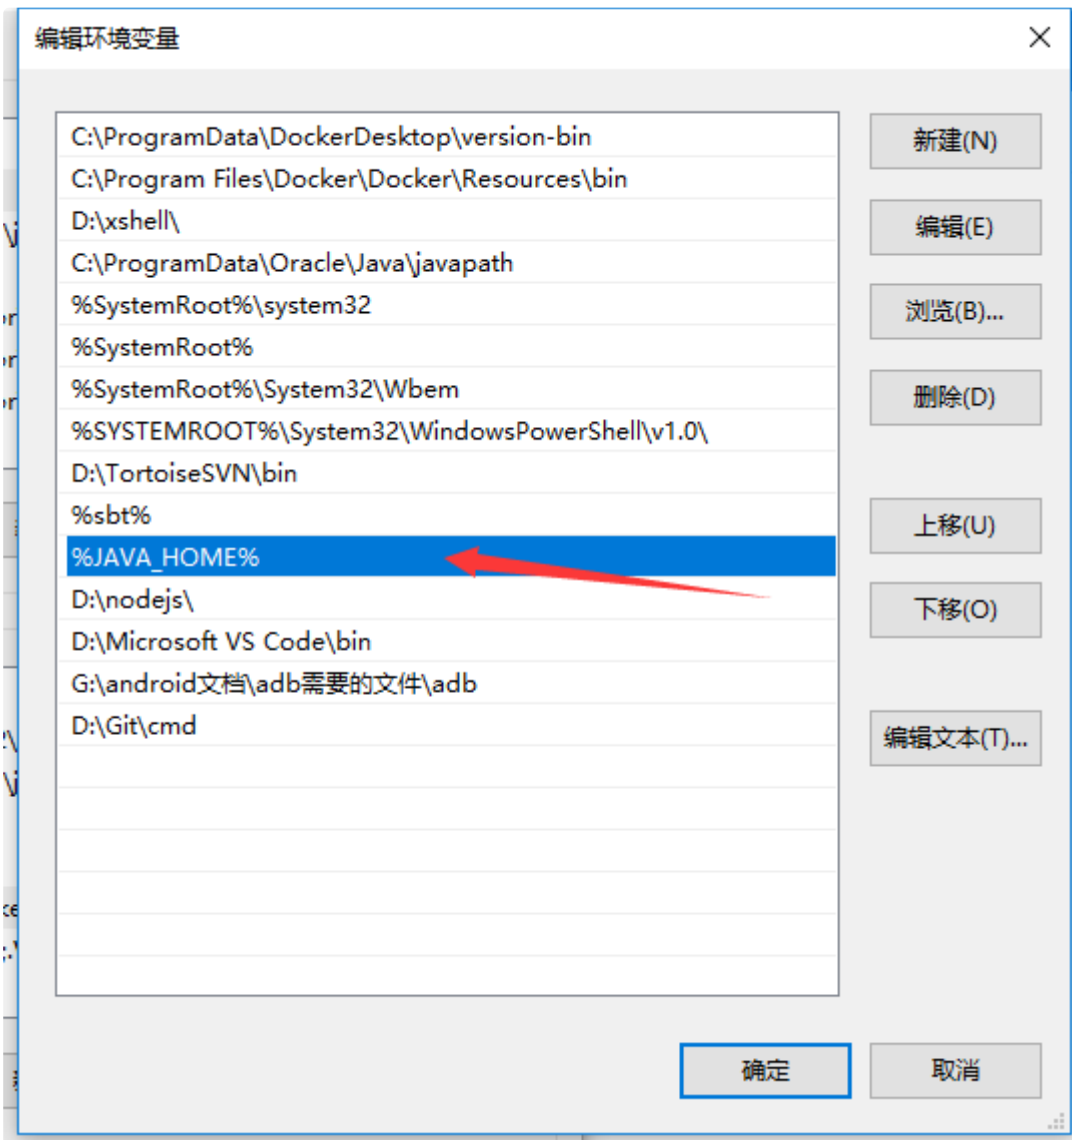 编辑环境变量
C:\ProgramData\DockerDesktop\version-bin
C:\Program Files\Docker\Docker\Resources\bin
D:\xshell\
C:\ProgramData\Oracle\Java\javapath
%SystemRoot%\system32
%SystemRoot%
%SystemRoot%\System32\Wbem
%SYSTEMROOT%\System32\WindowsPowerShell\v1.0\
D:\TortoiseSVN\bin
%sbt%
%JAVA_HOME%
D:\nodejs\
D:\Microsoft VS Code\bin
G:\android文档\adb需要的文件\adb
D:\Git\cmd
新建(N)
编辑(E)
浏览(B)...
删除(D)
上移(U)
下移(O)
编辑文本(T)...
确定
取消